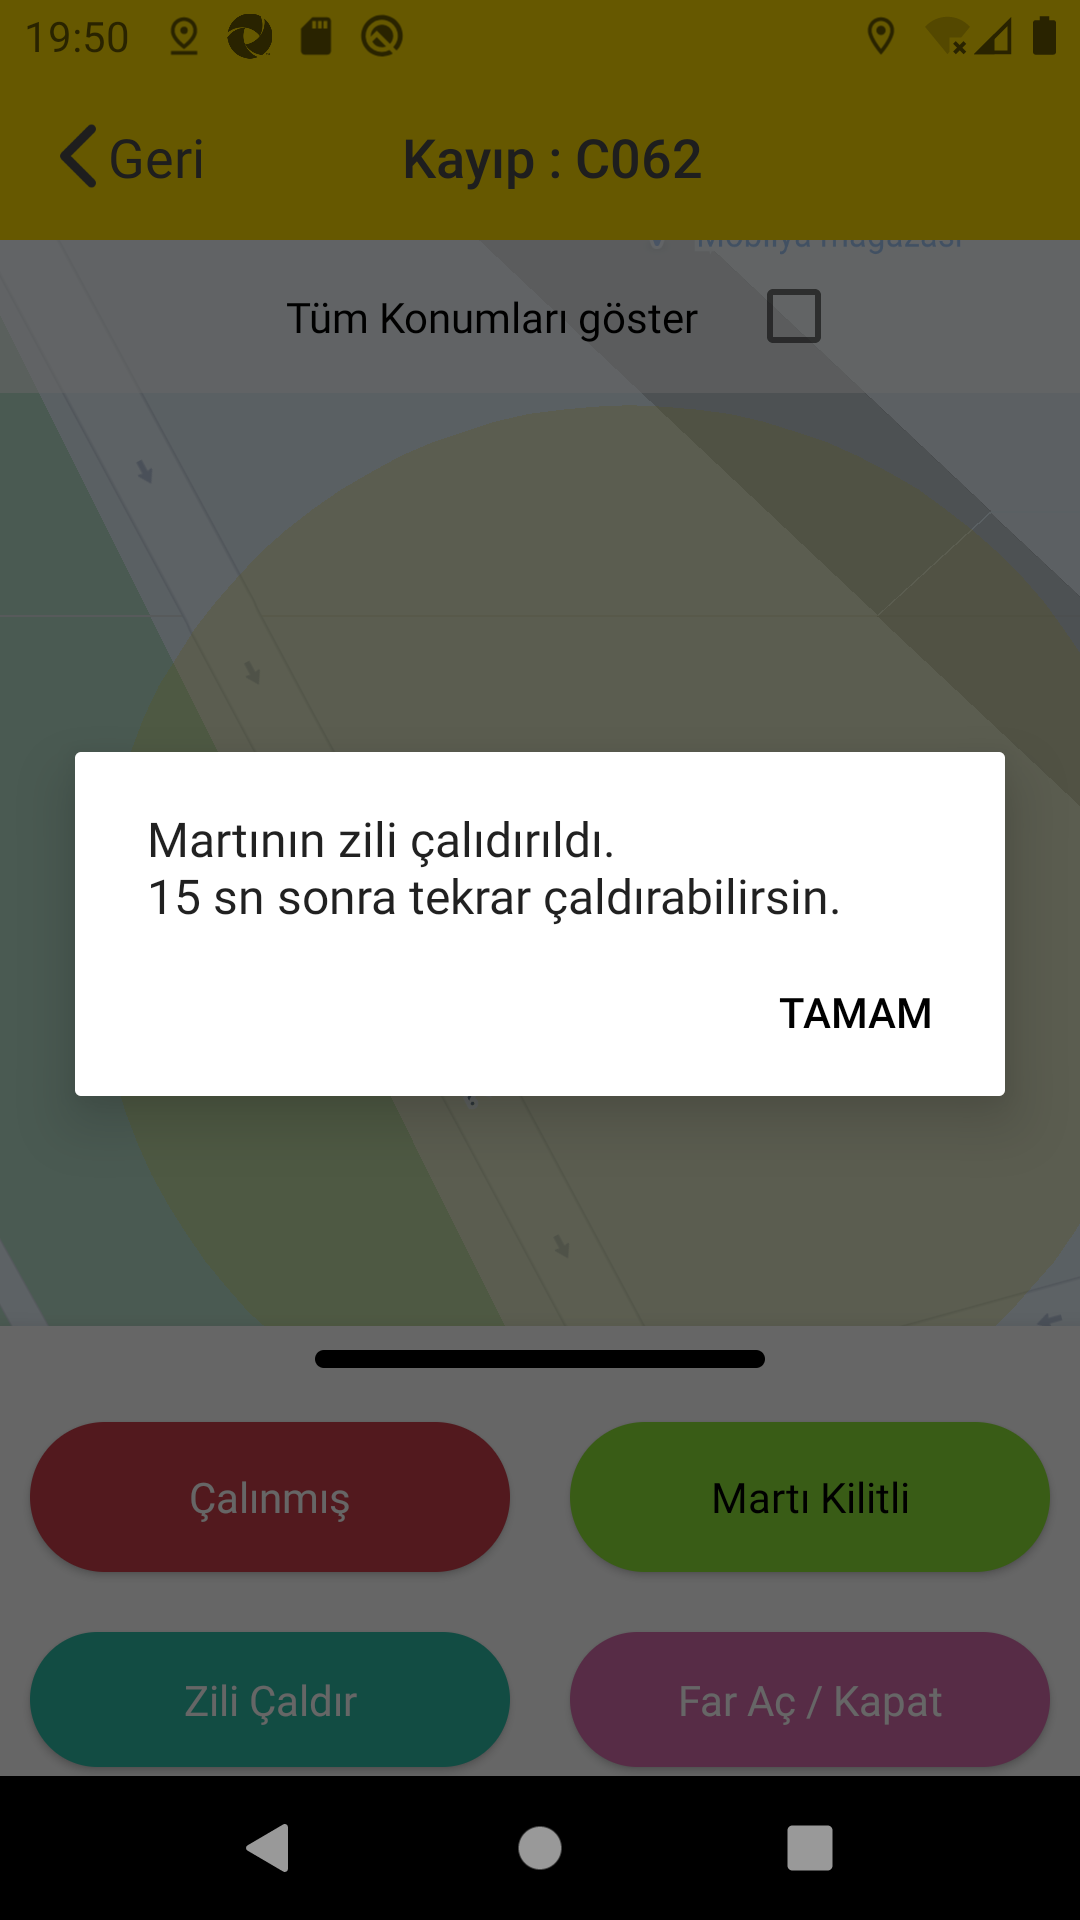 19:50
Geri
Kayıp : C062
Mobilya mağazası
Tüm Konumları göster
Martının zili çalıdırıldı.
15 sn sonra tekrar çaldırabilirsin.
TAMAM
Çalınmış
Martı Kilitli
Zili Çaldır
Far Aç / Kapat